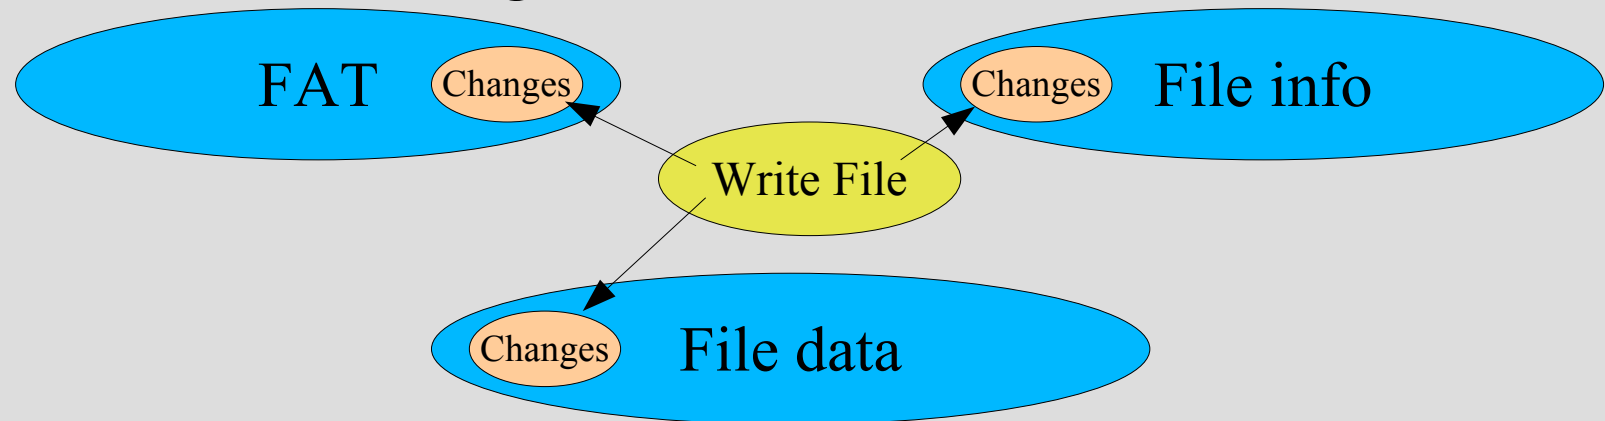 FAT
Changes
Changes
File info
Write File
Changes
File data